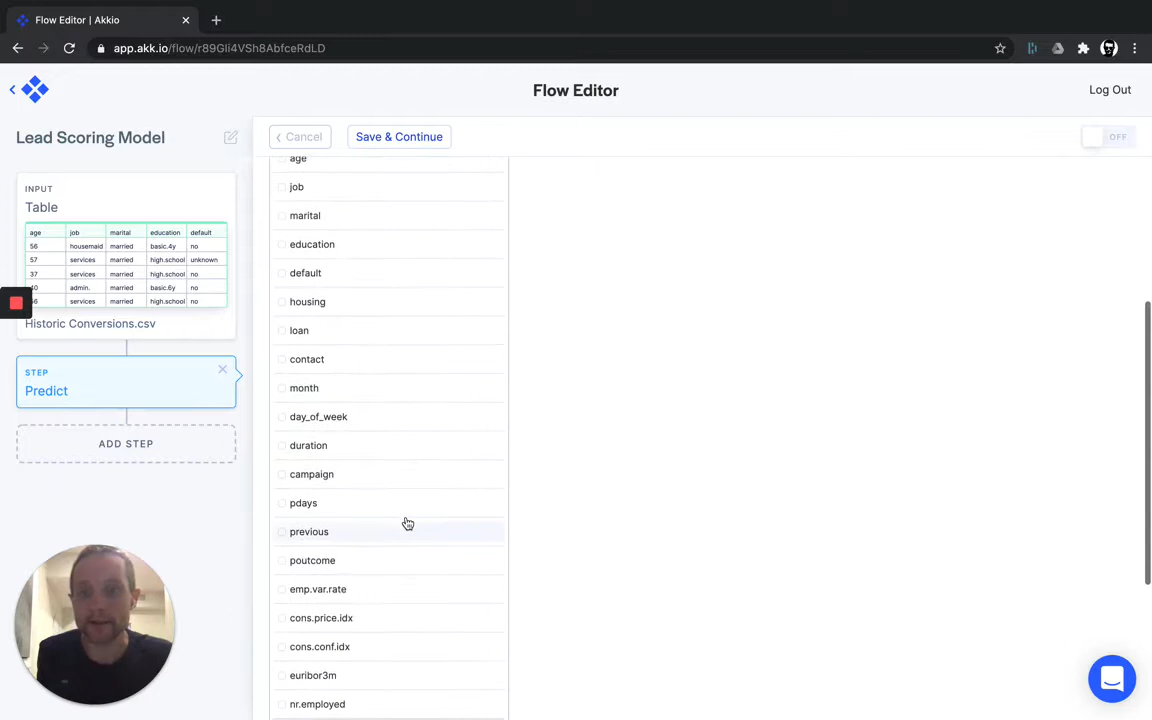 Flow Editor | Akkio
app.akk.io/flow/r89Gli4VSh8AbfceRdLD
Flow Editor
Log Out
Lead Scoring Model
Cancel
Save & Continue
OFF
INPUT
Table
age job marital education default
56 housemaid married basic.4y no
57 services married high.school unknown
37 services married high.school no
40 admin. married basic.6y no
56 services married high.school no
Historic Conversions.csv
STEP
Predict
ADD STEP
age
job
marital
education
default
housing
loan
contact
month
day_of_week
duration
campaign
pdays
previous
poutcome
emp.var.rate
cons.price.idx
cons.conf.idx
euribor3m
nr.employed